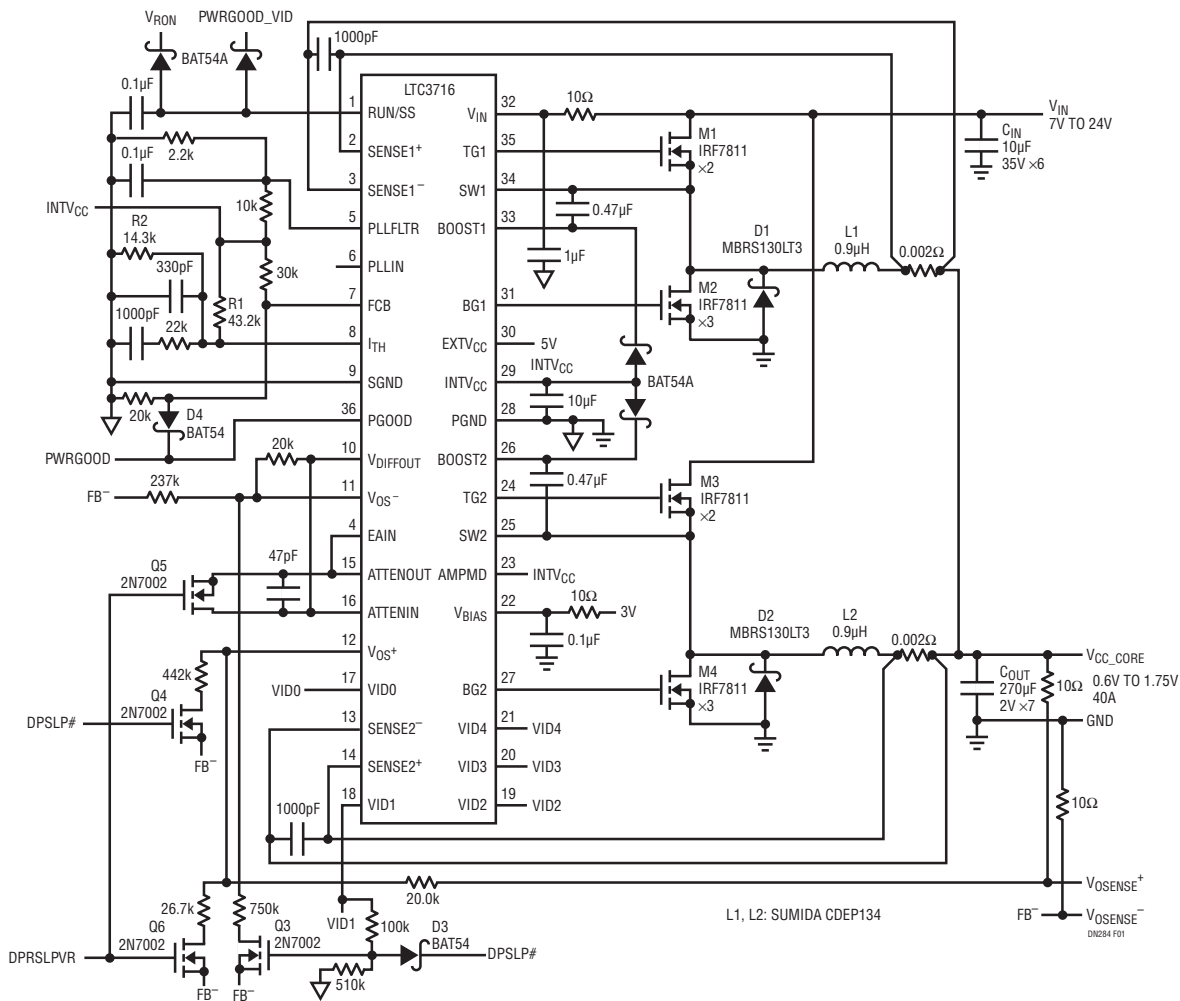 VRON PWRGOOD_VID
BAT54A
1000pF
0.1µF
LTC3716
1 RUN/SS
2 SENSE1+
3 SENSE1–
5 PLLFLTR
6 PLLIN
7 FCB
8 ITH
9 SGND
36 PGOOD
10 VDIFFOUT
11 VOS–
4 EAIN
15 ATTENOUT
16 ATTENIN
12 VOS+
17 VID0
13 SENSE2–
14 SENSE2+
18 VID1
VIN 32
TG1 35
SW1 34
BOOST1 33
BG1 31
EXTVCC 30
INTVCC 29
PGND 28
BOOST2 26
TG2 24
SW2 25
AMPMD 23
VBIAS 22
BG2 27
VID4 21
VID3 20
VID2 19
2.2k
0.1µF
INTVCC
10k
R2
14.3k
330pF
30k
1000pF
22k
R1
43.2k
20k
D4
BAT54
PWRGOOD
20k
FB–
237k
Q5
2N7002
47pF
442k
Q4
2N7002
DPSLP#
FB–
VID0
1000pF
20.0k
26.7k
750k
Q6
2N7002
Q3
2N7002
DPRSLPVR
FB–
FB–
VID1
100k
510k
D3
BAT54
DPSLP#
10Ω
VIN
7V TO 24V
CIN
10µF
35V ×6
M1
IRF7811
×2
0.47µF
1µF
D1
MBRS130LT3
L1
0.9µH
0.002Ω
M2
IRF7811
×3
5V
INTVCC
BAT54A
10µF
0.47µF
M3
IRF7811
×2
INTVCC
10Ω
3V
0.1µF
D2
MBRS130LT3
L2
0.9µH
0.002Ω
M4
IRF7811
×3
VID4
VID3
VID2
VCC_CORE
0.6V TO 1.75V
40A
COUT
270µF
2V ×7
10Ω
GND
10Ω
VOSENSE+
L1, L2: SUMIDA CDEP134
FB–
VOSENSE–
DN284 F01